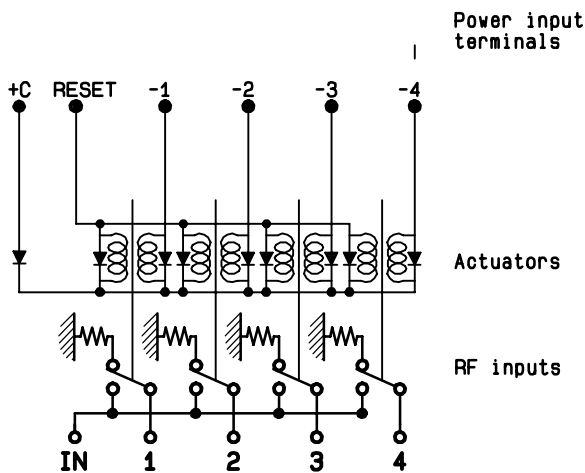 Power input
terminals
+C RESET -1 -2 -3 -4
Actuators
RF inputs
IN 1 2 3 4